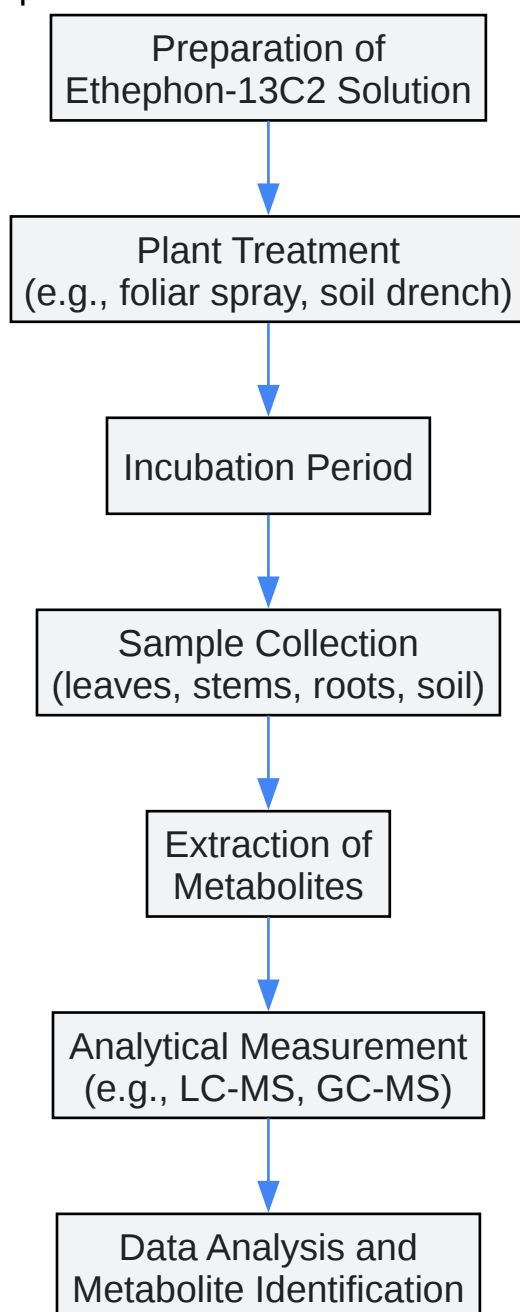 Preparation of
Ethephon-13C2 Solution
Plant Treatment
(e.g., foliar spray, soil drench)
Incubation Period
Sample Collection
(leaves, stems, roots, soil)
Extraction of
Metabolites
Analytical Measurement
(e.g., LC-MS, GC-MS)
Data Analysis and
Metabolite Identification